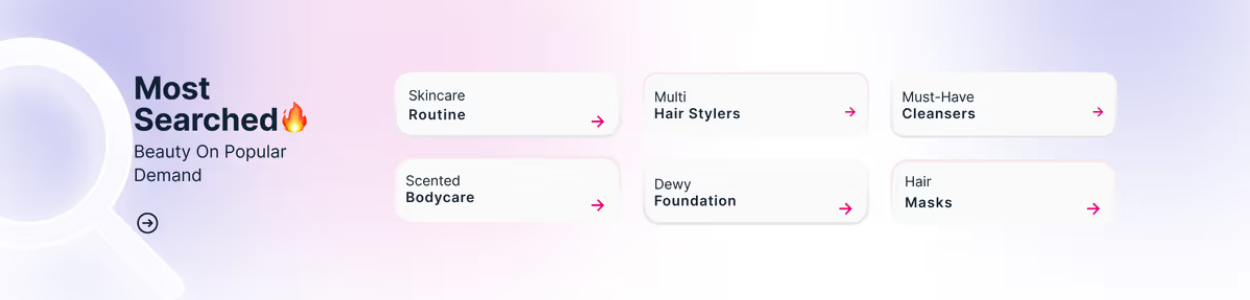 Most
Searched🔥
Beauty On Popular
Demand
Skincare
Routine
Multi
Hair Stylers
Must-Have
Cleansers
Scented
Bodycare
Dewy
Foundation
Hair
Masks